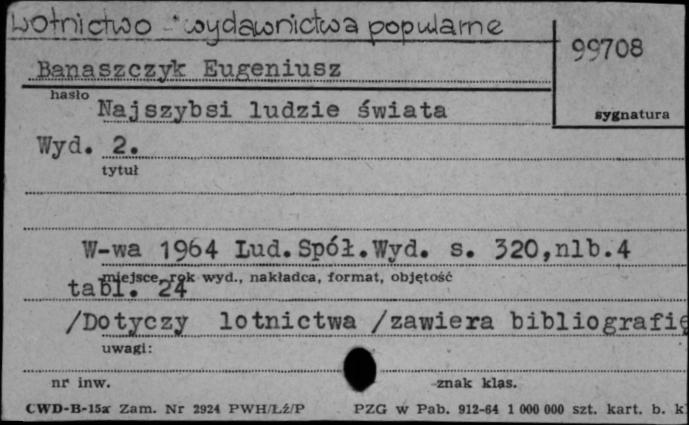 Lotnictwo - wydawnictwa popularne
99708
Banaszczyk Eugeniusz
hasło
Najszybsi ludzie świata
sygnatura
Wyd. 2.
tytuł
W-wa 1964 Lud.Spół.Wyd. s. 320,nlb.4
miejsce, rok wyd., nakładca, format, objętość
tabl. 24
/Dotyczy lotnictwa /zawiera bibliografię
uwagi:
nr inw.
znak klas.
CWD-B-15a Zam. Nr 2924 PWH/Łź/P
PZG w Pab. 912-64 1 000 000 szt. kart. b. k